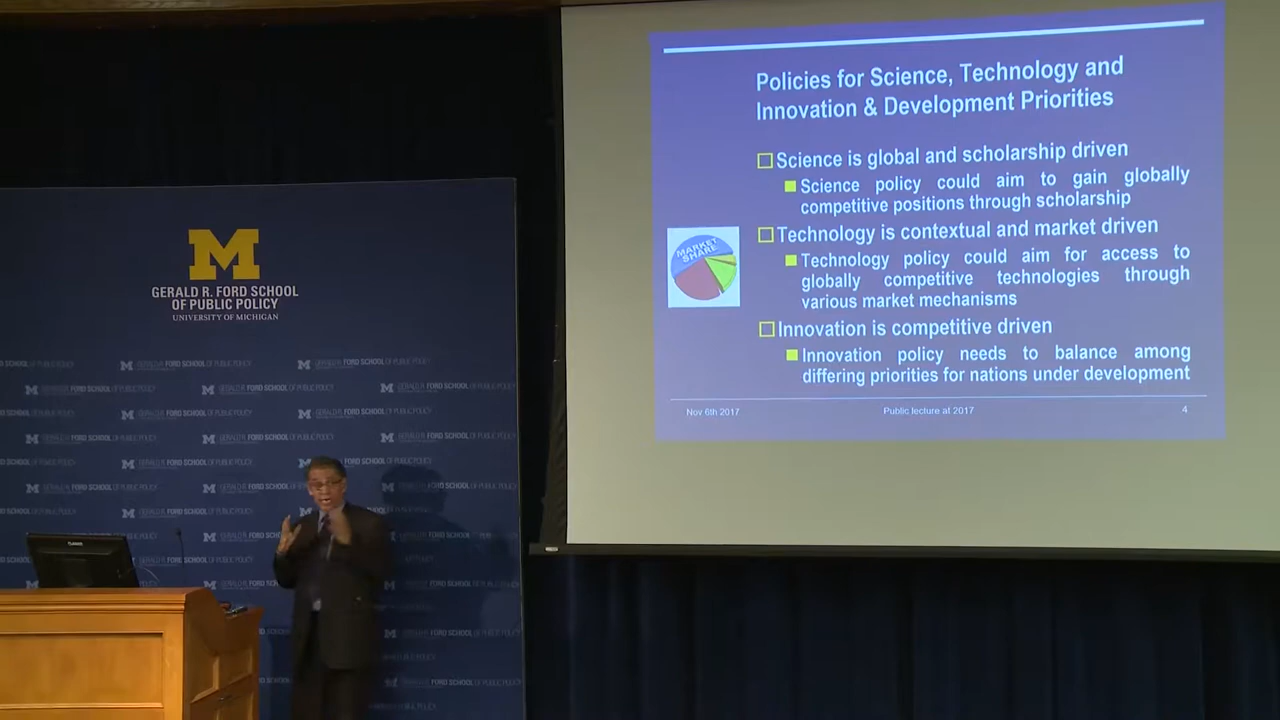 Policies for Science, Technology and
Innovation & Development Priorities
Science is global and scholarship driven
Science policy could aim to gain globally
competitive positions through scholarship
Technology is contextual and market driven
Technology policy could aim for access to
globally competitive technologies through
various market mechanisms
Innovation is competitive driven
Innovation policy needs to balance among
differing priorities for nations under development
MARKET
SHARE
Nov 6th 2017
Public lecture at 2017
4
M
GERALD R. FORD SCHOOL
OF PUBLIC POLICY
UNIVERSITY OF MICHIGAN